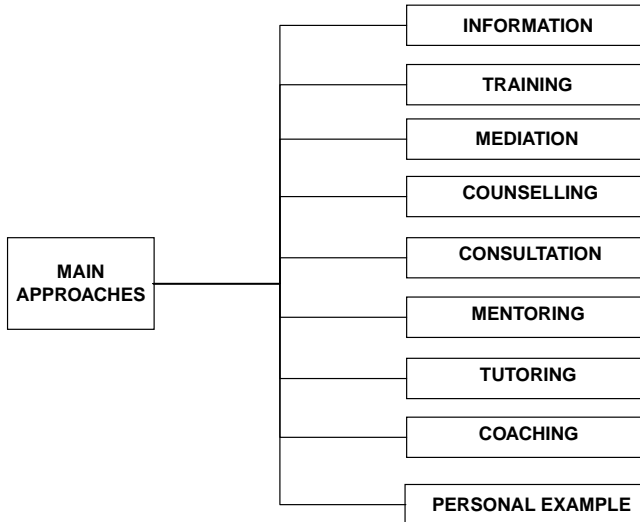 INFORMATION
TRAINING
MEDIATION
COUNSELLING
CONSULTATION
MAIN
APPROACHES
MENTORING
TUTORING
COACHING
PERSONAL EXAMPLE